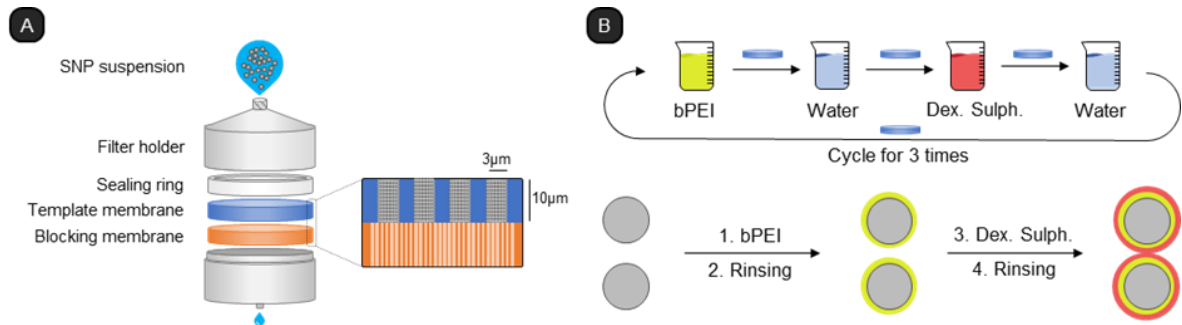 A
SNP suspension
Filter holder
Sealing ring
Template membrane
Blocking membrane
3µm
10µm
B
bPEI
Water
Dex. Sulph.
Water
Cycle for 3 times
1. bPEI
2. Rinsing
3. Dex. Sulph.
4. Rinsing